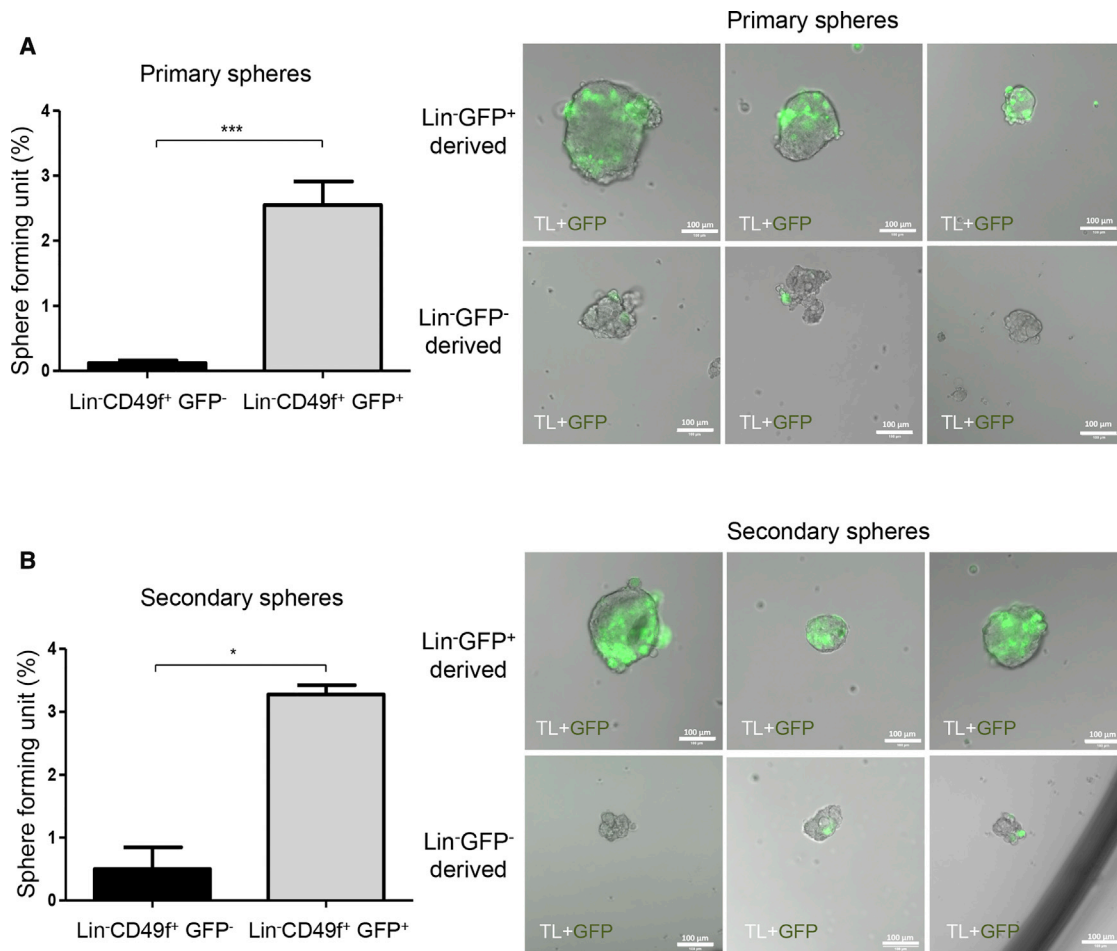 A
Primary spheres
Sphere forming unit (%)
4
3
2
1
0
***
Lin-CD49f+ GFP-
Lin-CD49f+ GFP+
Primary spheres
Lin-GFP+
derived
TL+GFP
100 µm
TL+GFP
100 µm
TL+GFP
100 µm
Lin-GFP-
derived
TL+GFP
100 µm
TL+GFP
100 µm
TL+GFP
100 µm
B
Secondary spheres
Sphere forming unit (%)
4
3
2
1
0
*
Lin-CD49f+ GFP-
Lin-CD49f+ GFP+
Secondary spheres
Lin-GFP+
derived
TL+GFP
100 µm
TL+GFP
100 µm
TL+GFP
100 µm
Lin-GFP-
derived
TL+GFP
100 µm
TL+GFP
100 µm
TL+GFP
100 µm